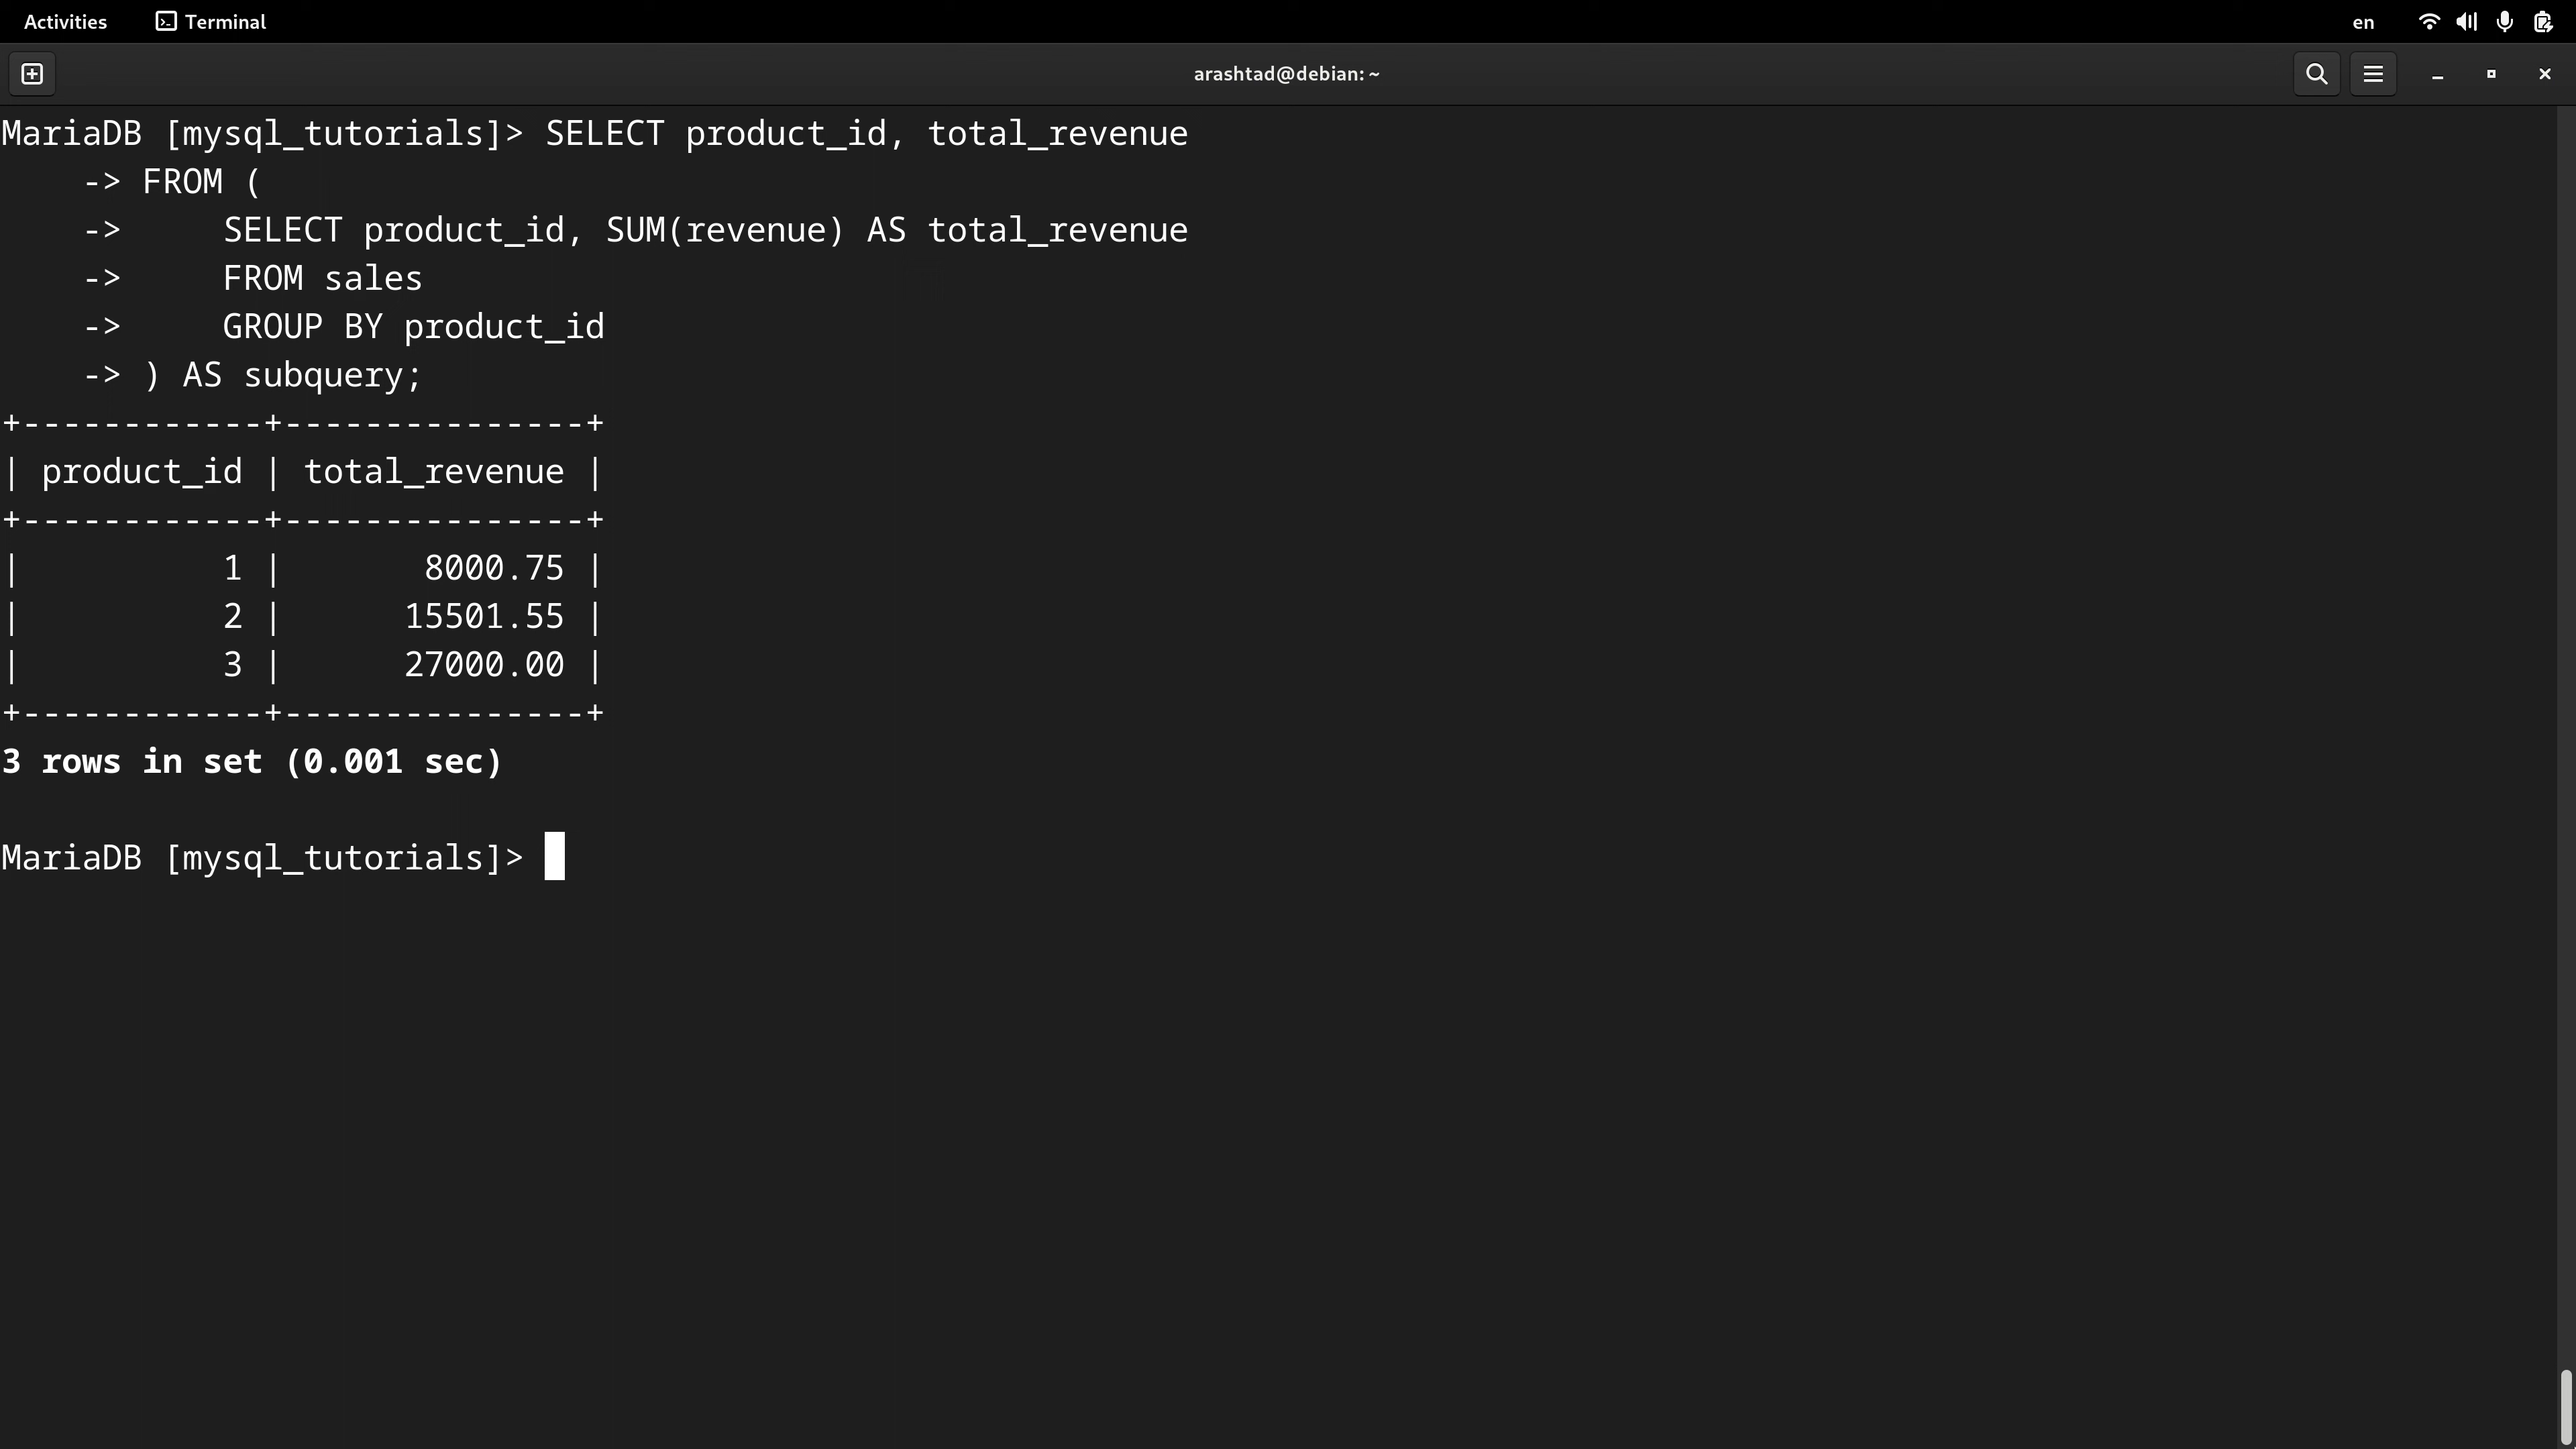 Activities Terminal en
arashtad@debian: ~
MariaDB [mysql_tutorials]> SELECT product_id, total_revenue
    -> FROM (
    ->     SELECT product_id, SUM(revenue) AS total_revenue
    ->     FROM sales
    ->     GROUP BY product_id
    -> ) AS subquery;
+------------+---------------+
| product_id | total_revenue |
+------------+---------------+
|          1 |       8000.75 |
|          2 |      15501.55 |
|          3 |      27000.00 |
+------------+---------------+
3 rows in set (0.001 sec)
MariaDB [mysql_tutorials]>